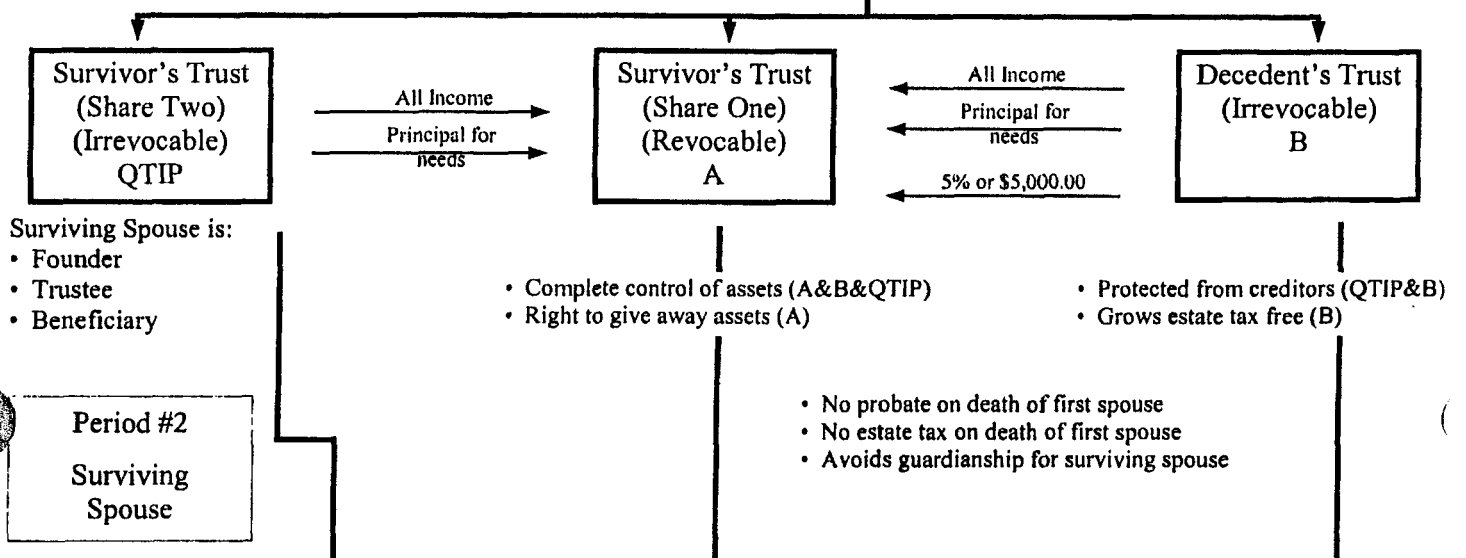 Survivor's Trust
(Share Two)
(Irrevocable)
QTIP
All Income
Principal for
needs
Survivor's Trust
(Share One)
(Revocable)
A
All Income
Principal for
needs
5% or $5,000.00
Decedent's Trust
(Irrevocable)
B
Surviving Spouse is:
• Founder
• Trustee
• Beneficiary
• Complete control of assets (A&B&QTIP)
• Right to give away assets (A)
• Protected from creditors (QTIP&B)
• Grows estate tax free (B)
Period #2
Surviving
Spouse
• No probate on death of first spouse
• No estate tax on death of first spouse
• Avoids guardianship for surviving spouse